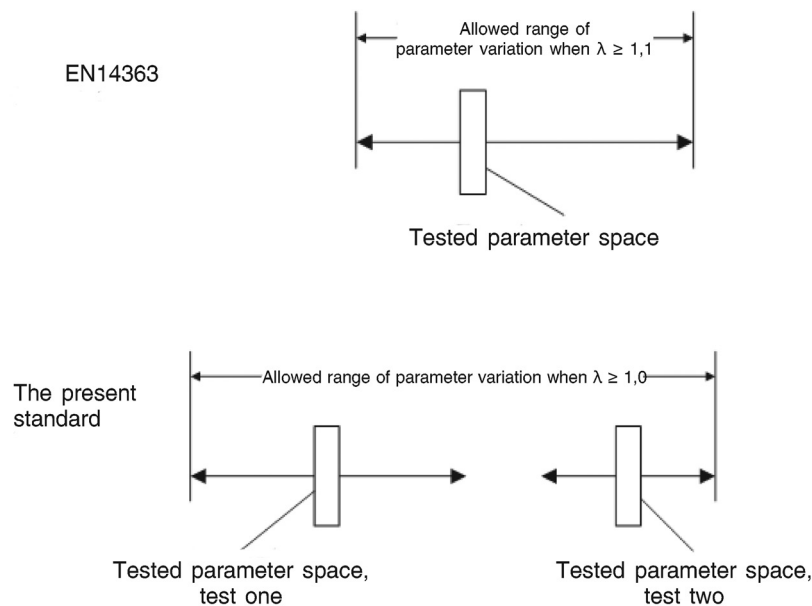 EN14363
Allowed range of
parameter variation when λ ≥ 1,1
Tested parameter space
The present
standard
Allowed range of parameter variation when λ ≥ 1,0
Tested parameter space,
test one
Tested parameter space,
test two